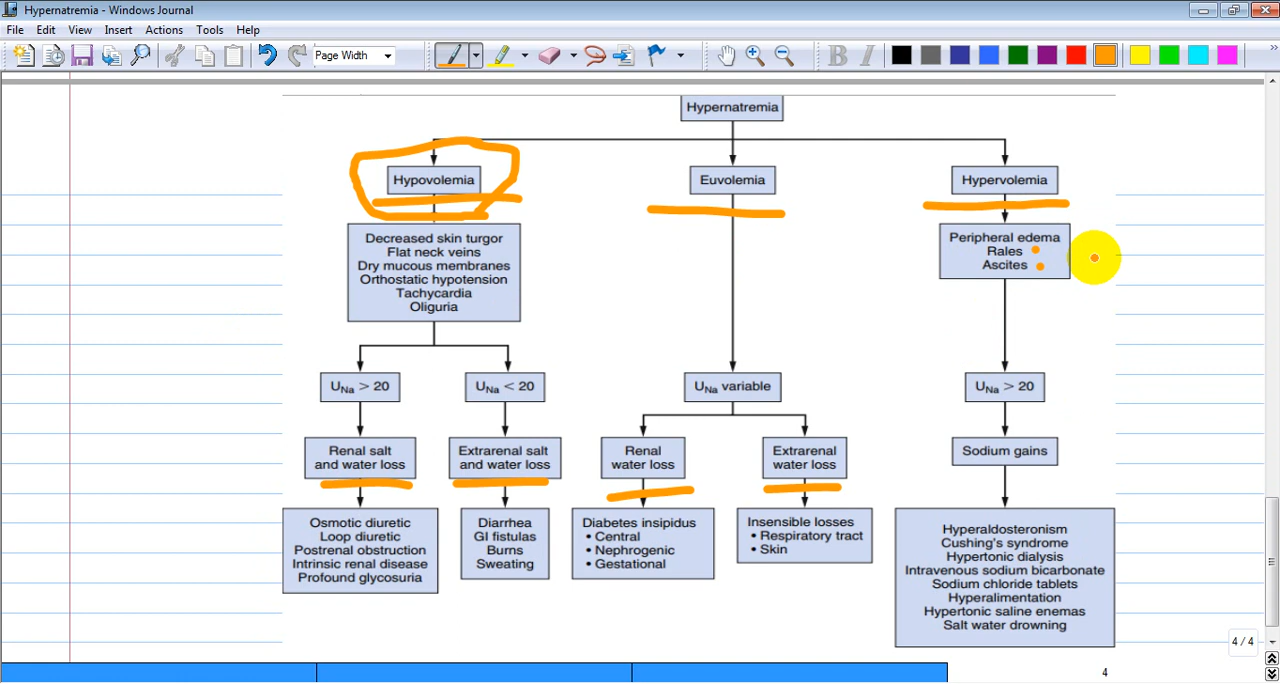 Hypernatremia - Windows Journal
File Edit View Insert Actions Tools Help
Page Width
B I
Hypernatremia
Hypovolemia
Euvolemia
Hypervolemia
Decreased skin turgor
Flat neck veins
Dry mucous membranes
Orthostatic hypotension
Tachycardia
Oliguria
Peripheral edema
Rales
Ascites
UNa > 20
UNa < 20
UNa variable
UNa > 20
Renal salt
and water loss
Extrarenal salt
and water loss
Renal
water loss
Extrarenal
water loss
Sodium gains
Osmotic diuretic
Loop diuretic
Postrenal obstruction
Intrinsic renal disease
Profound glycosuria
Diarrhea
GI fistulas
Burns
Sweating
Diabetes insipidus
• Central
• Nephrogenic
• Gestational
Insensible losses
• Respiratory tract
• Skin
Hyperaldosteronism
Cushing's syndrome
Hypertonic dialysis
Intravenous sodium bicarbonate
Sodium chloride tablets
Hyperalimentation
Hypertonic saline enemas
Salt water drowning
4 / 4
4